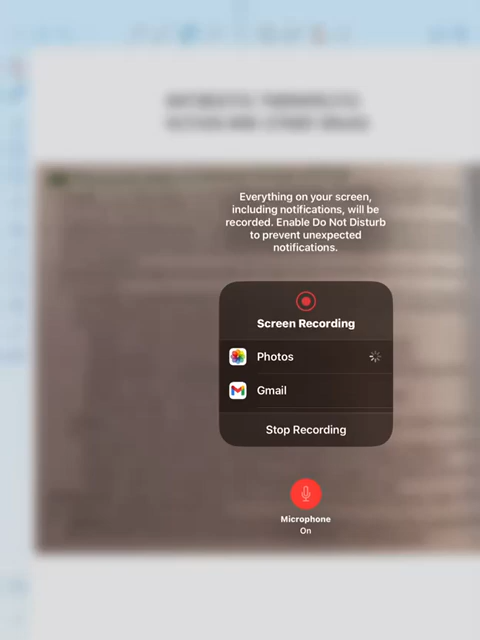 Everything on your screen,
including notifications, will be
recorded. Enable Do Not Disturb
to prevent unexpected
notifications.
Screen Recording
Photos
Gmail
Stop Recording
Microphone
On